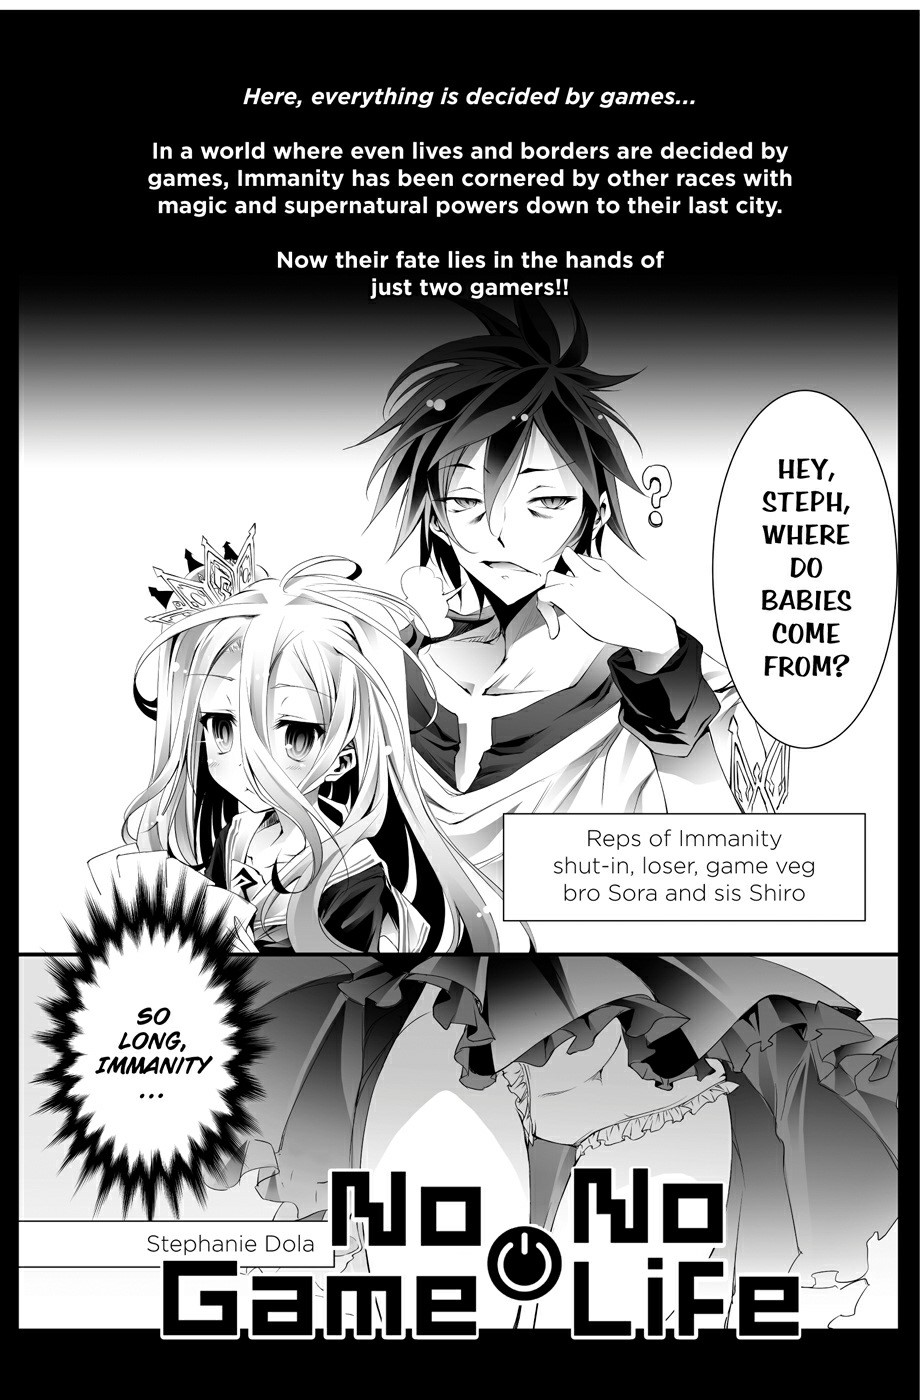 Here, everything is decided by games...
In a world where even lives and borders are decided by
games, Immanity has been cornered by other races with
magic and supernatural powers down to their last city.
Now their fate lies in the hands of
just two gamers!!
?
HEY,
STEPH,
WHERE
DO
BABIES
COME
FROM?
Reps of Immanity
shut-in, loser, game veg
bro Sora and sis Shiro
SO
LONG,
IMMANITY
...
Stephanie Dola
No No
Game Life